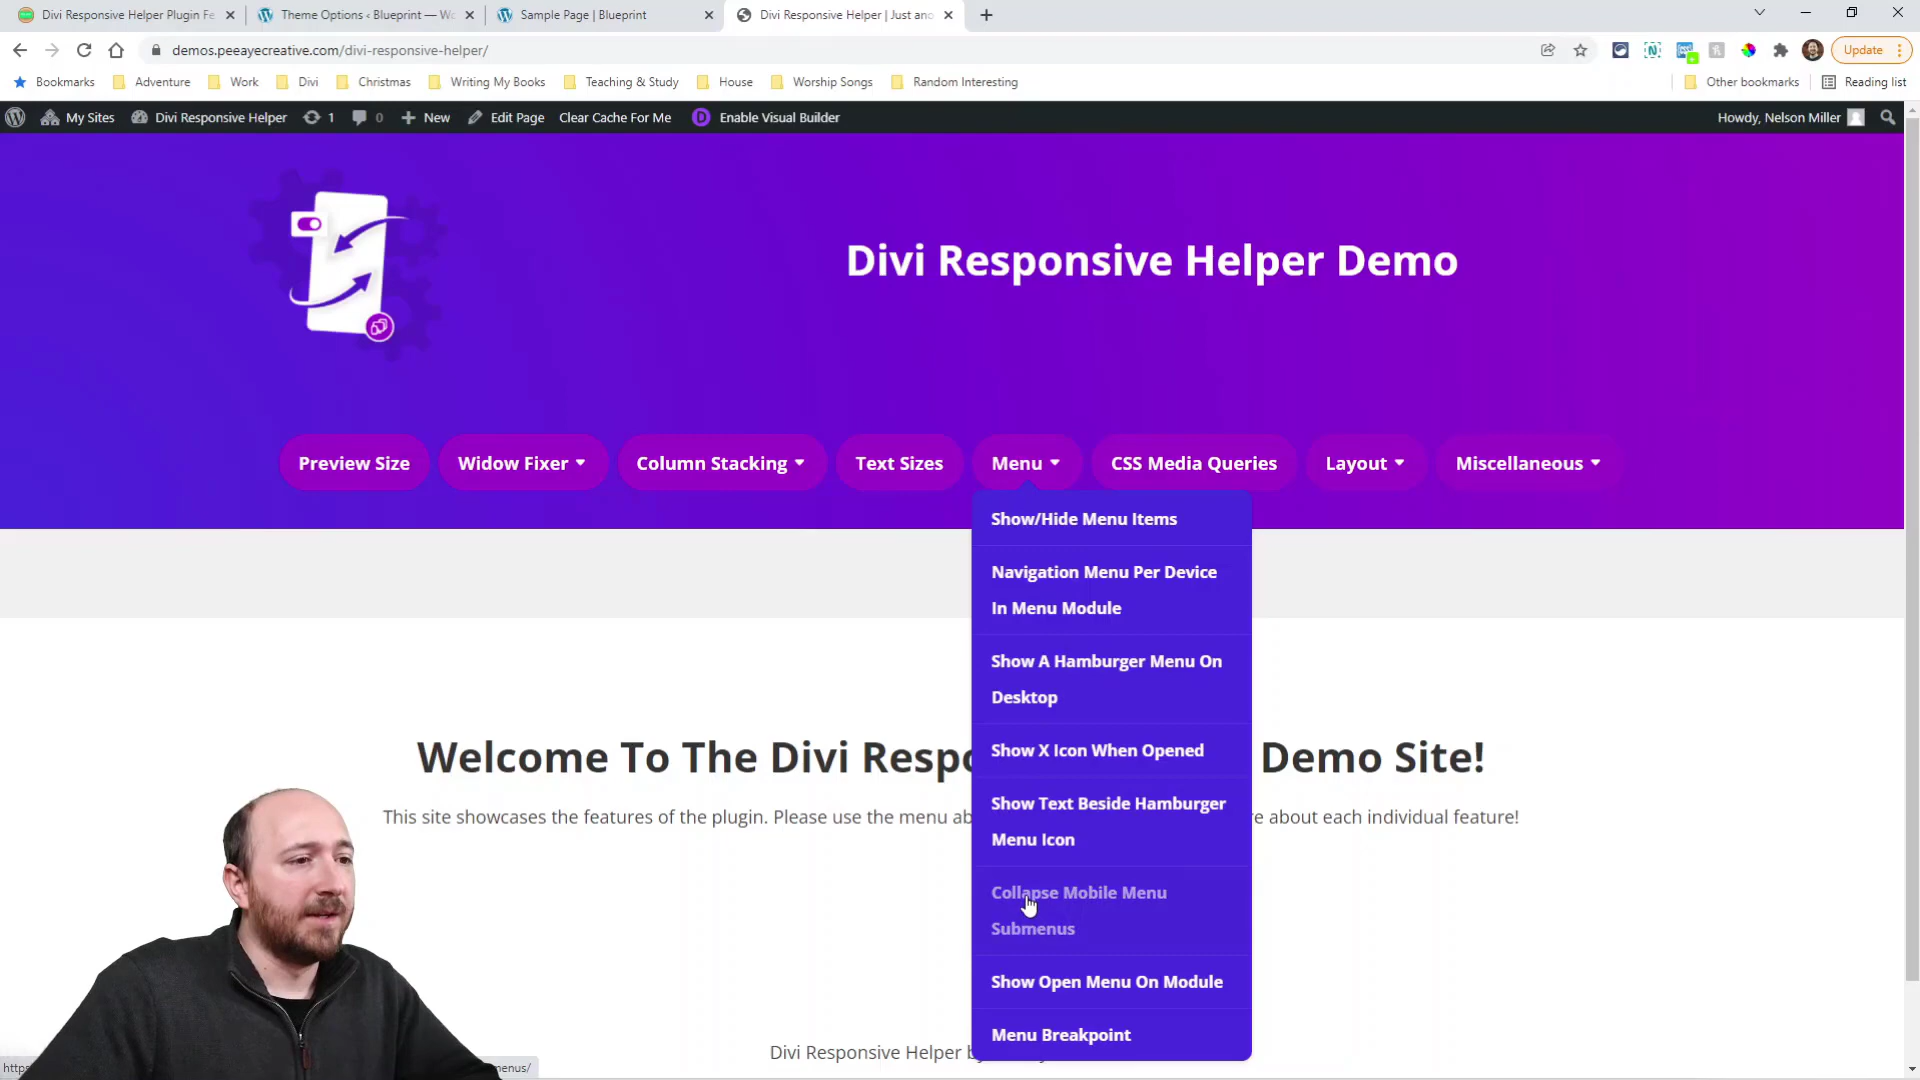 Divi Responsive Helper Plugin Fe
Theme Options ‹ Blueprint — Wo
Sample Page | Blueprint
Divi Responsive Helper | Just ano
demos.peeayecreative.com/divi-responsive-helper/
Update
Bookmarks
Adventure
Work
Divi
Christmas
Writing My Books
Teaching & Study
House
Worship Songs
Random Interesting
Other bookmarks
Reading list
My Sites
Divi Responsive Helper
1
0
New
Edit Page
Clear Cache For Me
D
Enable Visual Builder
Howdy, Nelson Miller
Divi Responsive Helper Demo
Preview Size
Widow Fixer
Column Stacking
Text Sizes
Menu
CSS Media Queries
Layout
Miscellaneous
Show/Hide Menu Items
Navigation Menu Per Device
In Menu Module
Show A Hamburger Menu On
Desktop
Show X Icon When Opened
Show Text Beside Hamburger
Menu Icon
Collapse Mobile Menu
Submenus
Show Open Menu On Module
Menu Breakpoint
Welcome To The Divi Resp Demo Site!
This site showcases the features of the plugin. Please use the menu ab e about each individual feature!
Divi Responsive Helper b
https enus/